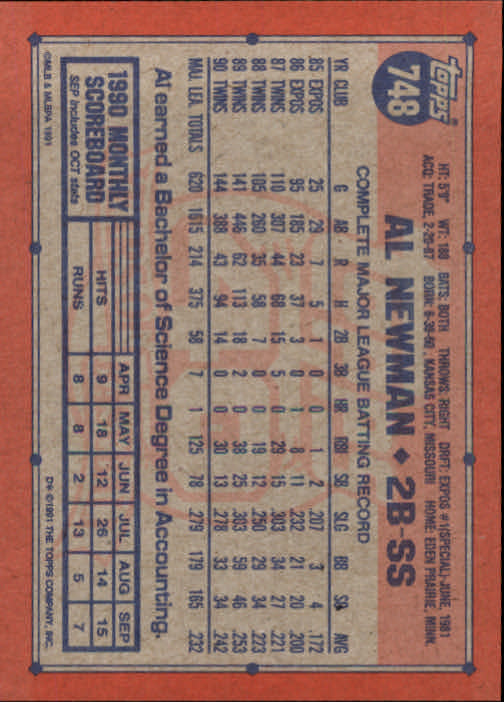 topps
748
HT: 5'9" WT: 188 BATS: BOTH THROWS: RIGHT DRFT: EXPOS #1(SPECIAL)-JUNE, 1981
ACQ: TRADE, 2-20-87 BORN: 6-30-60, KANSAS CITY, MISSOURI HOME: EDEN PRAIRIE, MINN.
AL NEWMAN ◆ 2B-SS
COMPLETE MAJOR LEAGUE BATTING RECORD
YR CLUB G AB R H 2B 3B HR RBI SB SLG BB SO AVG
85 EXPOS 25 29 7 5 1 0 0 1 2 .207 3 4 .172
86 EXPOS 95 185 23 37 3 0 1 8 11 .232 21 20 .200
87 TWINS 110 307 44 68 15 5 0 29 15 .303 34 27 .221
88 TWINS 105 260 35 58 7 0 0 19 12 .250 29 34 .223
89 TWINS 141 446 62 113 18 2 0 38 25 .303 59 46 .253
90 TWINS 144 388 43 94 14 0 0 30 13 .278 33 34 .242
MAJ. LEA. TOTALS 620 1615 214 375 58 7 1 125 78 .279 179 165 .232
Al earned a Bachelor of Science Degree in Accounting.
1990 MONTHLY
SCOREBOARD
SEP includes OCT stats
APR MAY JUN JUL AUG SEP
HITS 9 18 12 26 14 15
RUNS 8 8 2 13 5 7
©MLB & MLBPA 1991
D* ©1991 THE TOPPS COMPANY, INC.